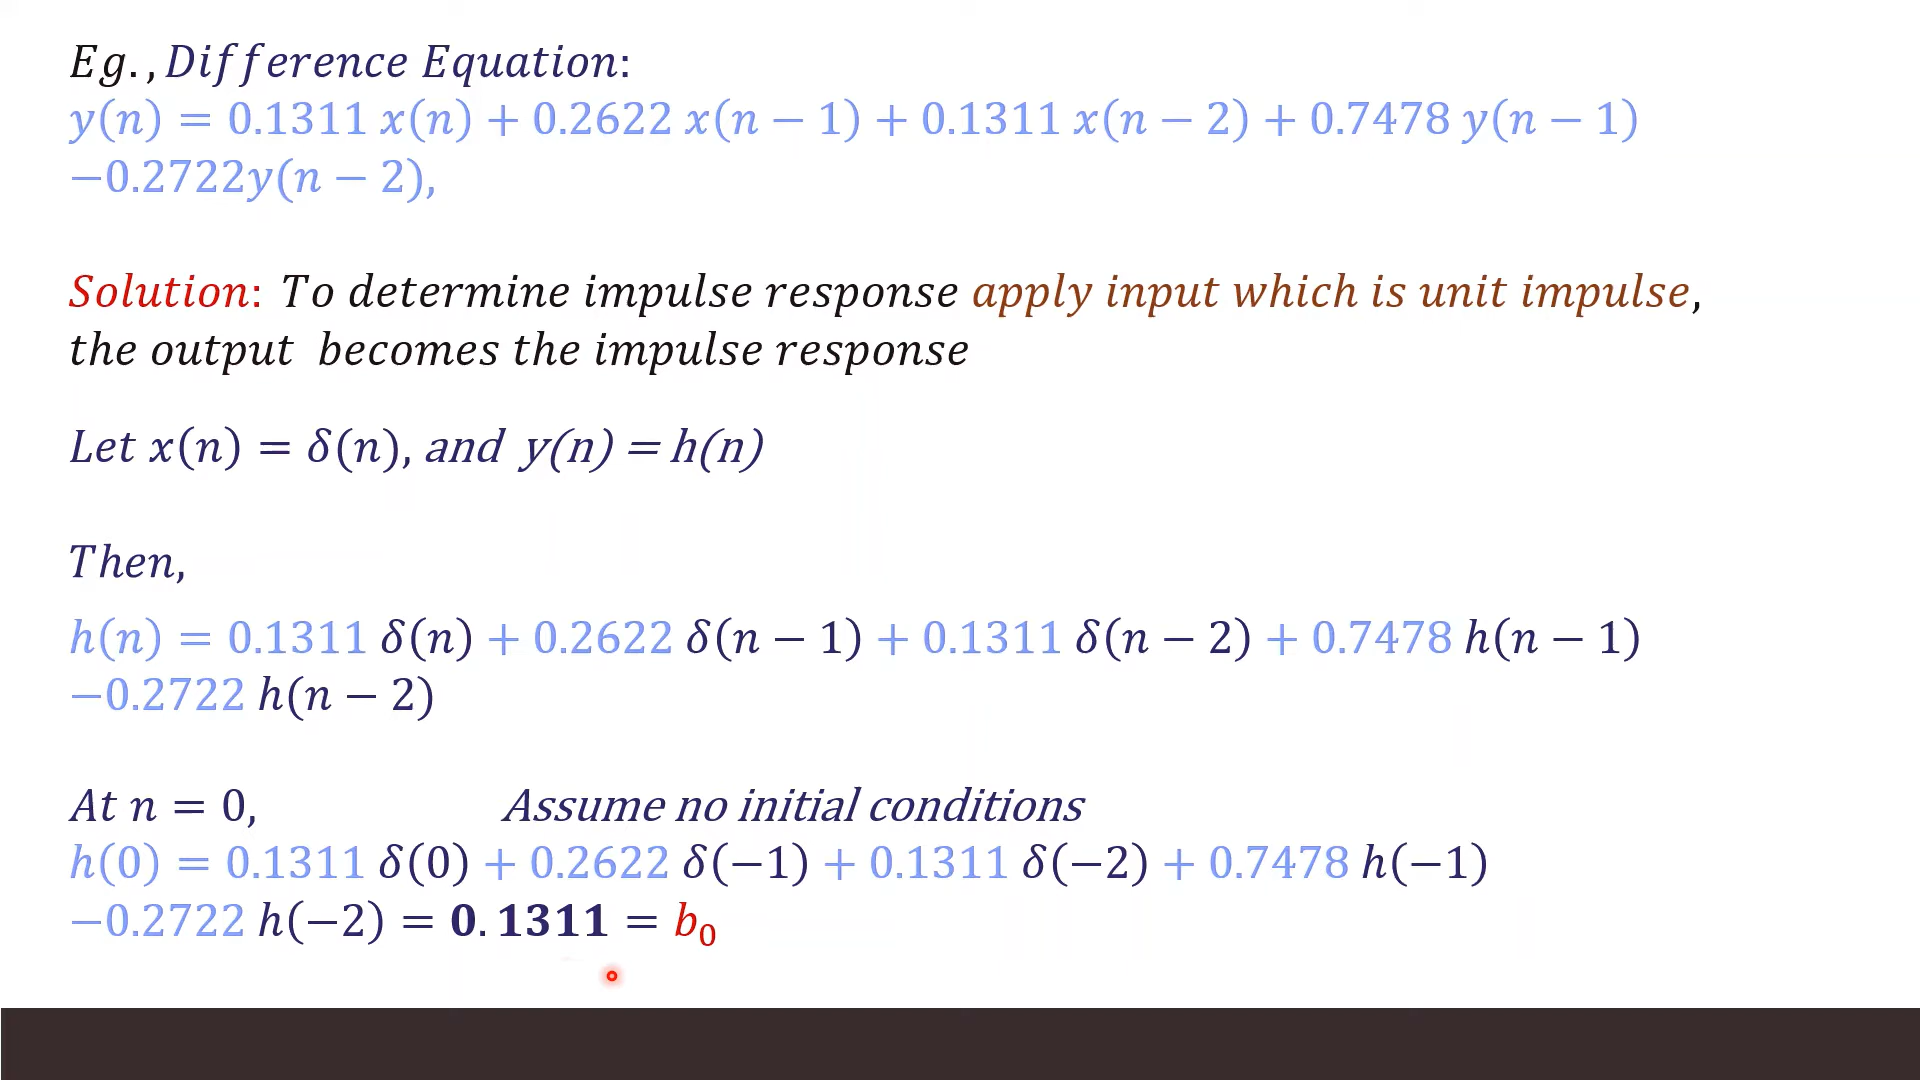 Eg., Difference Equation:
y(n) = 0.1311 x(n) + 0.2622 x(n − 1) + 0.1311 x(n − 2) + 0.7478 y(n − 1)
−0.2722y(n − 2),
Solution: To determine impulse response apply input which is unit impulse,
the output becomes the impulse response
Let x(n) = δ(n), and y(n) = h(n)
Then,
h(n) = 0.1311 δ(n) + 0.2622 δ(n − 1) + 0.1311 δ(n − 2) + 0.7478 h(n − 1)
−0.2722 h(n − 2)
At n = 0, Assume no initial conditions
h(0) = 0.1311 δ(0) + 0.2622 δ(−1) + 0.1311 δ(−2) + 0.7478 h(−1)
−0.2722 h(−2) = 0.1311 = b₀